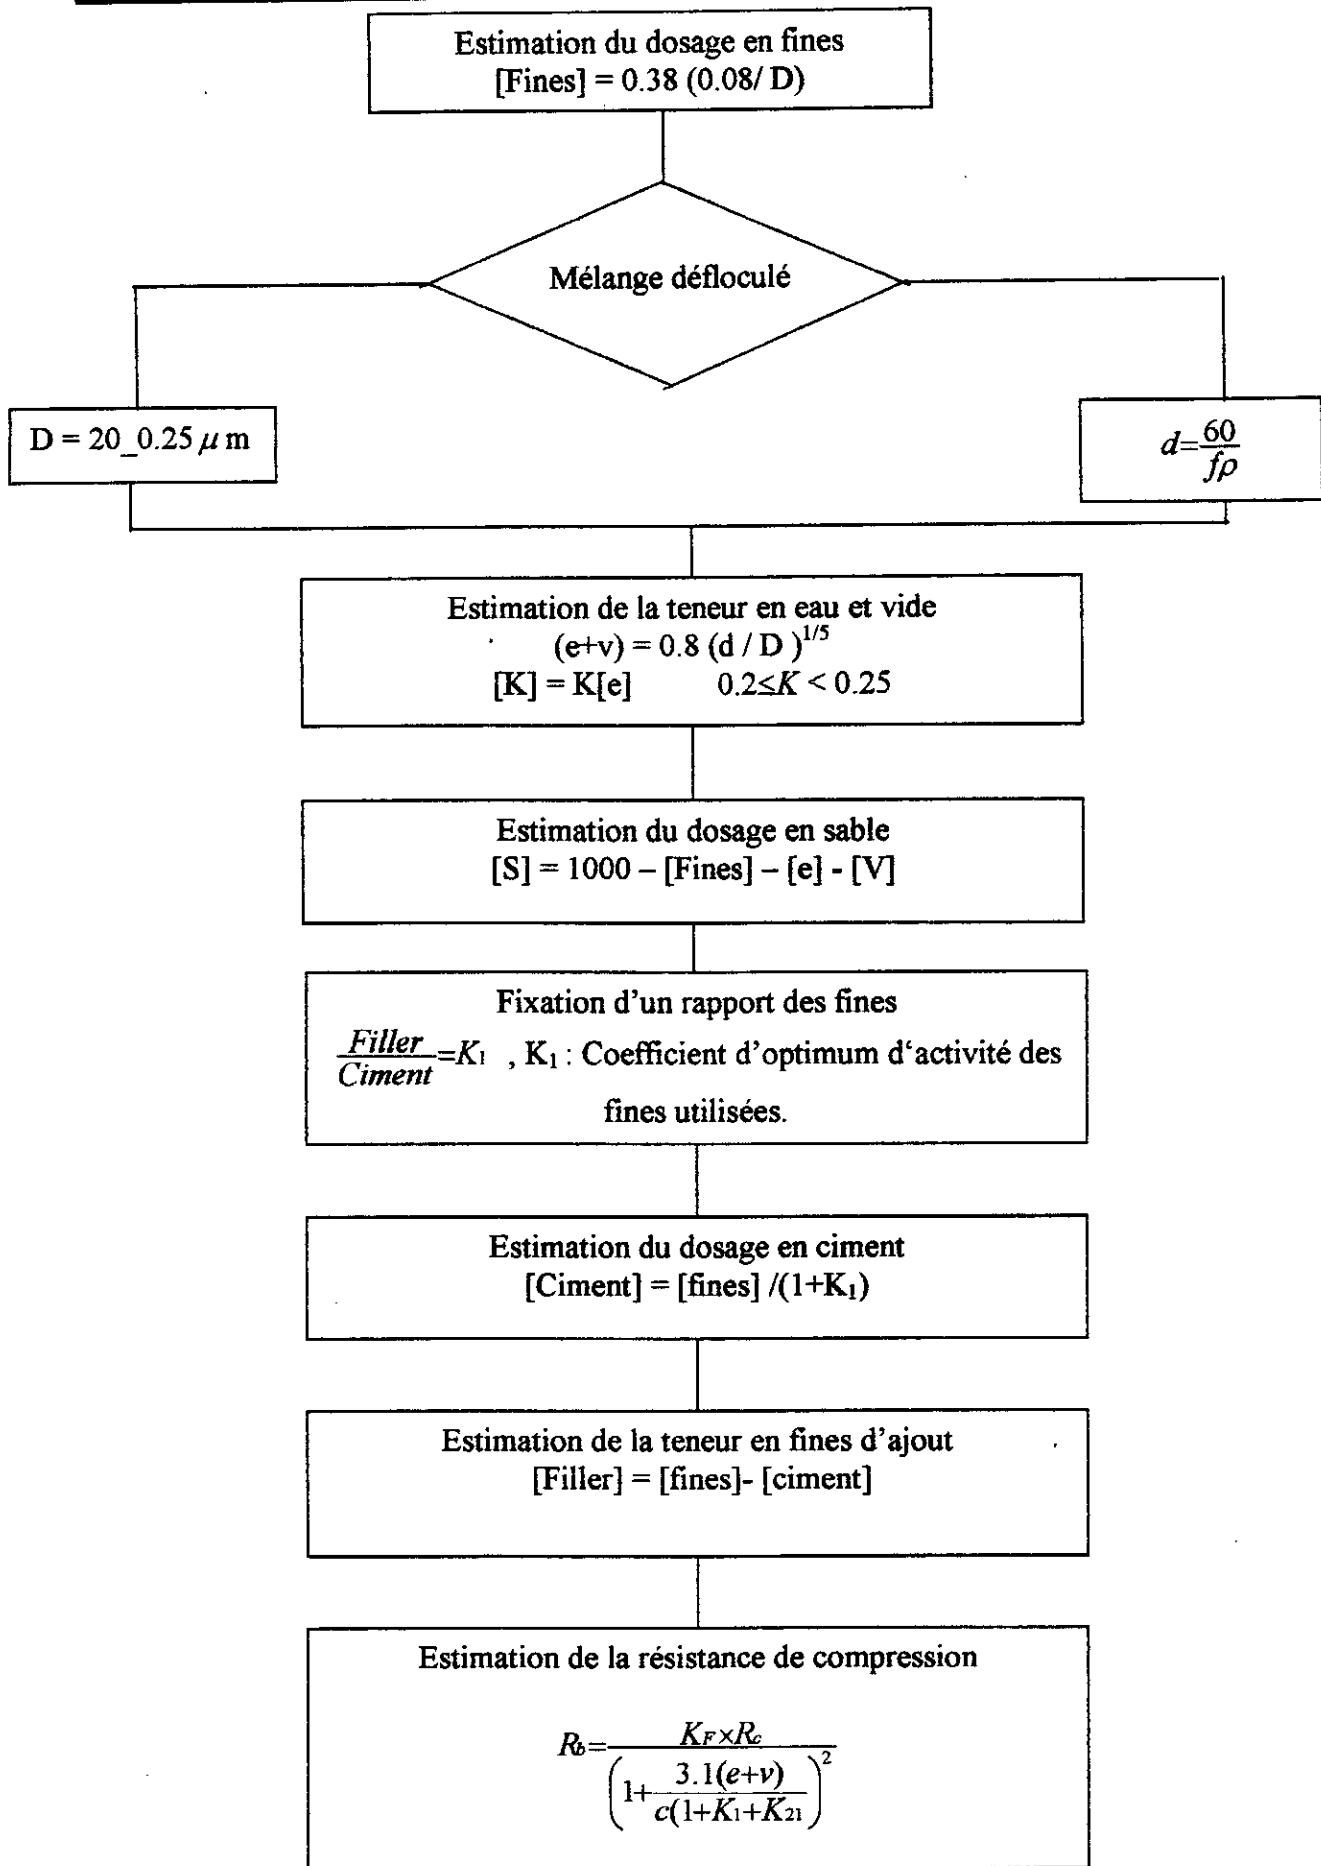 Estimation du dosage en fines
[Fines] = 0.38 (0.08/ D)
Mélange défloculé
D = 20_0.25 μ m
d=60/fρ
Estimation de la teneur en eau et vide
(e+v) = 0.8 (d / D )^1/5
[K] = K[e] 0.2≤K < 0.25
Estimation du dosage en sable
[S] = 1000 – [Fines] – [e] - [V]
Fixation d'un rapport des fines
Filler/Ciment=K1 , K1 : Coefficient d'optimum d'activité des
fines utilisées.
Estimation du dosage en ciment
[Ciment] = [fines] /(1+K1)
Estimation de la teneur en fines d'ajout
[Filler] = [fines]- [ciment]
Estimation de la résistance de compression
Rb=KF×Rc/(1+3.1(e+v)/c(1+K1+K21)^2